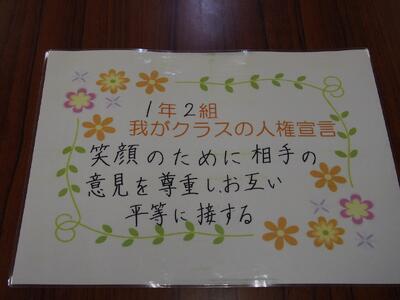 1年2組
我がクラスの人権宣言
笑顔のために相手の
意見を尊重し、お互い
平等に接する